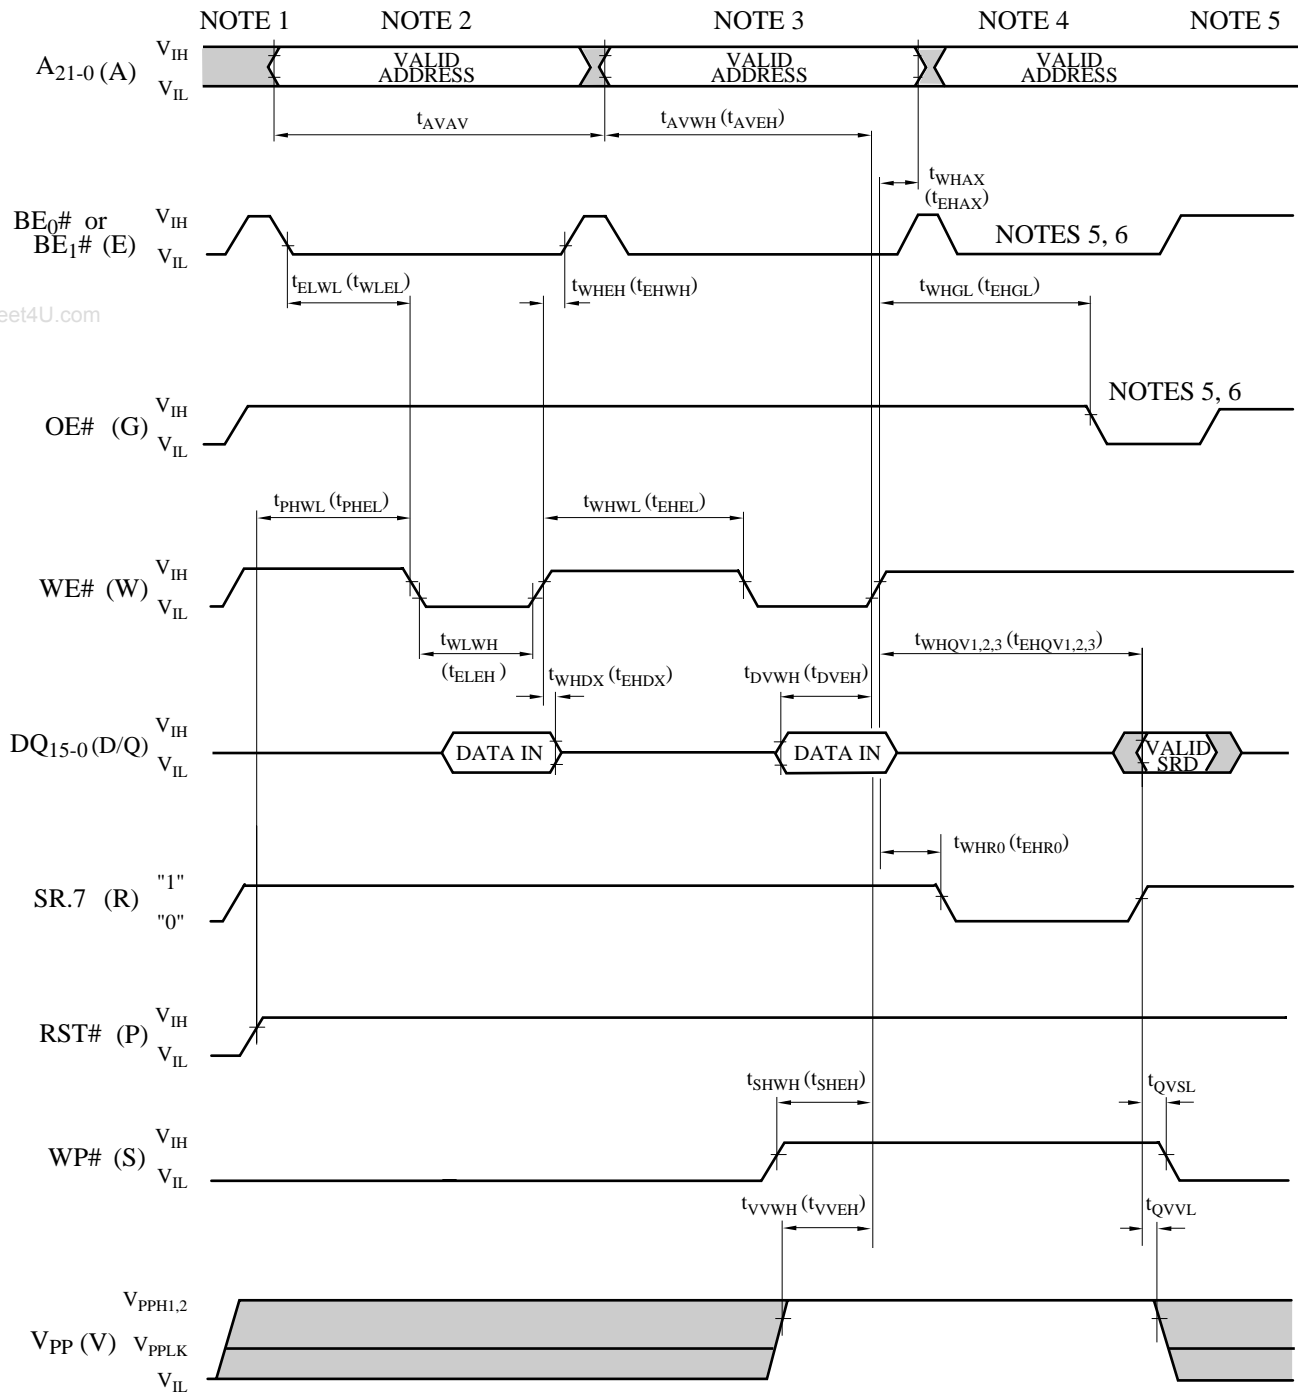 NOTE 1 NOTE 2 NOTE 3 NOTE 4 NOTE 5
A21-0 (A) VIH VIL
VALID ADDRESS VALID ADDRESS VALID ADDRESS
tAVAV tAVWH (tAVEH)
tWHAX
(tEHAX)
BE0# or
BE1# (E) VIH VIL
NOTES 5, 6
tELWL (tWLEL) tWHEH (tEHWH) tWHGL (tEHGL)
eet4U.com
OE# (G) VIH VIL
NOTES 5, 6
tPHWL (tPHEL) tWHWL (tEHEL)
WE# (W) VIH VIL
tWLWH
(tELEH)
tWHQV1,2,3 (tEHQV1,2,3)
tWHDX (tEHDX) tDVWH (tDVEH)
DQ15-0 (D/Q) VIH VIL
DATA IN DATA IN VALID SRD
tWHR0 (tEHR0)
SR.7 (R) "1" "0"
RST# (P) VIH VIL
tSHWH (tSHEH) tQVSL
WP# (S) VIH VIL
tVVWH (tVVEH) tQVVL
VPP (V) VPPH1,2 VPPLK VIL